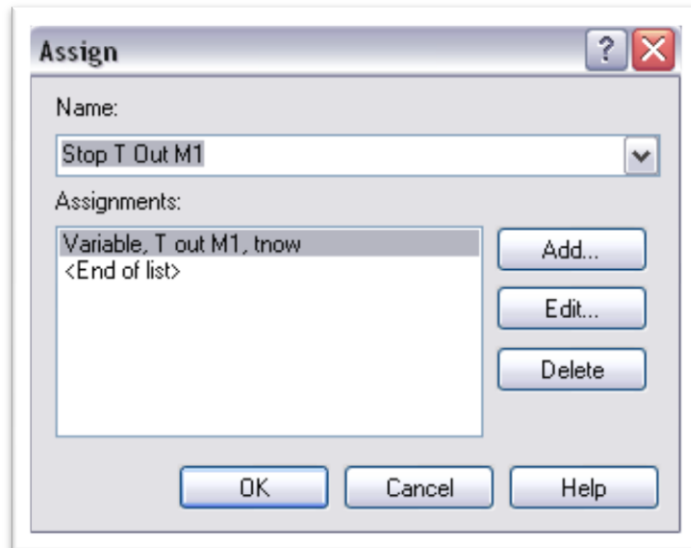 Assign
?
Name:
Stop T Out M1
Assignments:
Variable, T out M1, tnow
<End of list>
Add...
Edit...
Delete
OK
Cancel
Help